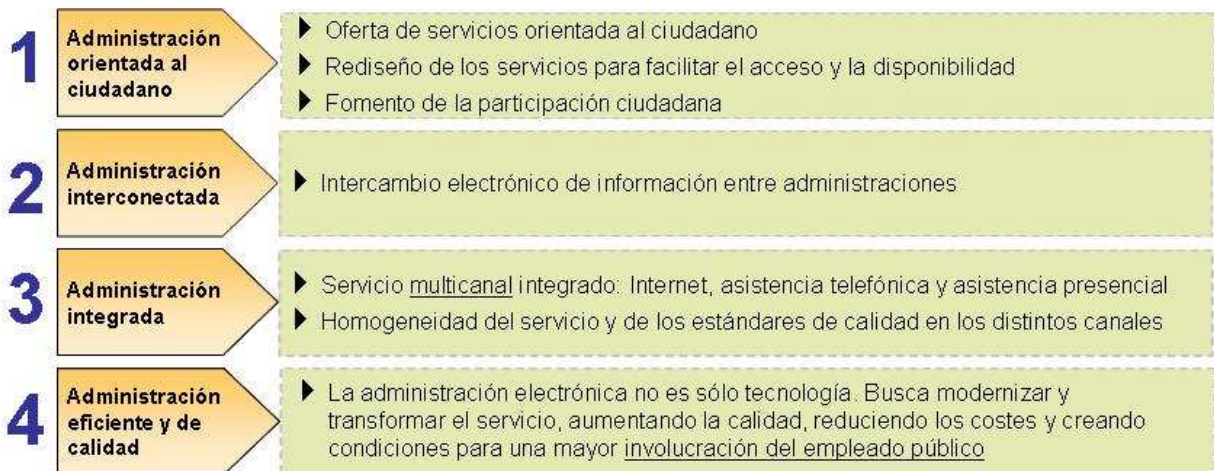 1
Administración
orientada al
ciudadano
Oferta de servicios orientada al ciudadano
Rediseño de los servicios para facilitar el acceso y la disponibilidad
Fomento de la participación ciudadana
2
Administración
interconectada
Intercambio electrónico de información entre administraciones
3
Administración
integrada
Servicio multicanal integrado: Internet, asistencia telefónica y asistencia presencial
Homogeneidad del servicio y de los estándares de calidad en los distintos canales
4
Administración
eficiente y de
calidad
La administración electrónica no es sólo tecnología. Busca modernizar y
transformar el servicio, aumentando la calidad, reduciendo los costes y creando
condiciones para una mayor involucración del empleado público